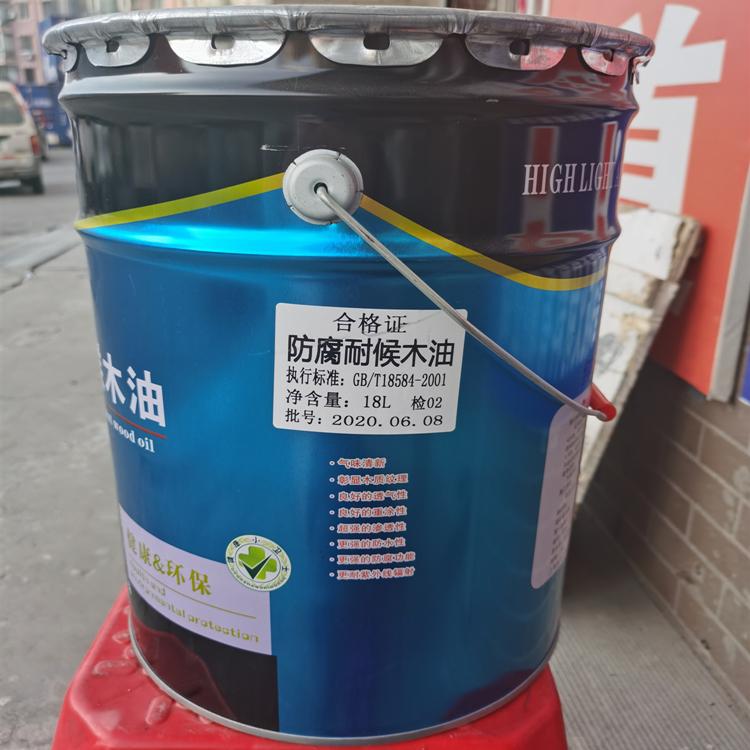 HIGH LIGHT
合格证
防腐耐候木油
执行标准：GB/T18584-2001
净含量：18L 检02
批号：2020.06.08
木油
wood oil
·气味清新
·彰显木质纹理
·良好的透气性
·良好的重涂性
·超强的渗透性
·更强的防水性
·更强的防腐功能
·更耐紫外线辐射
健康&环保
and
environmental protection